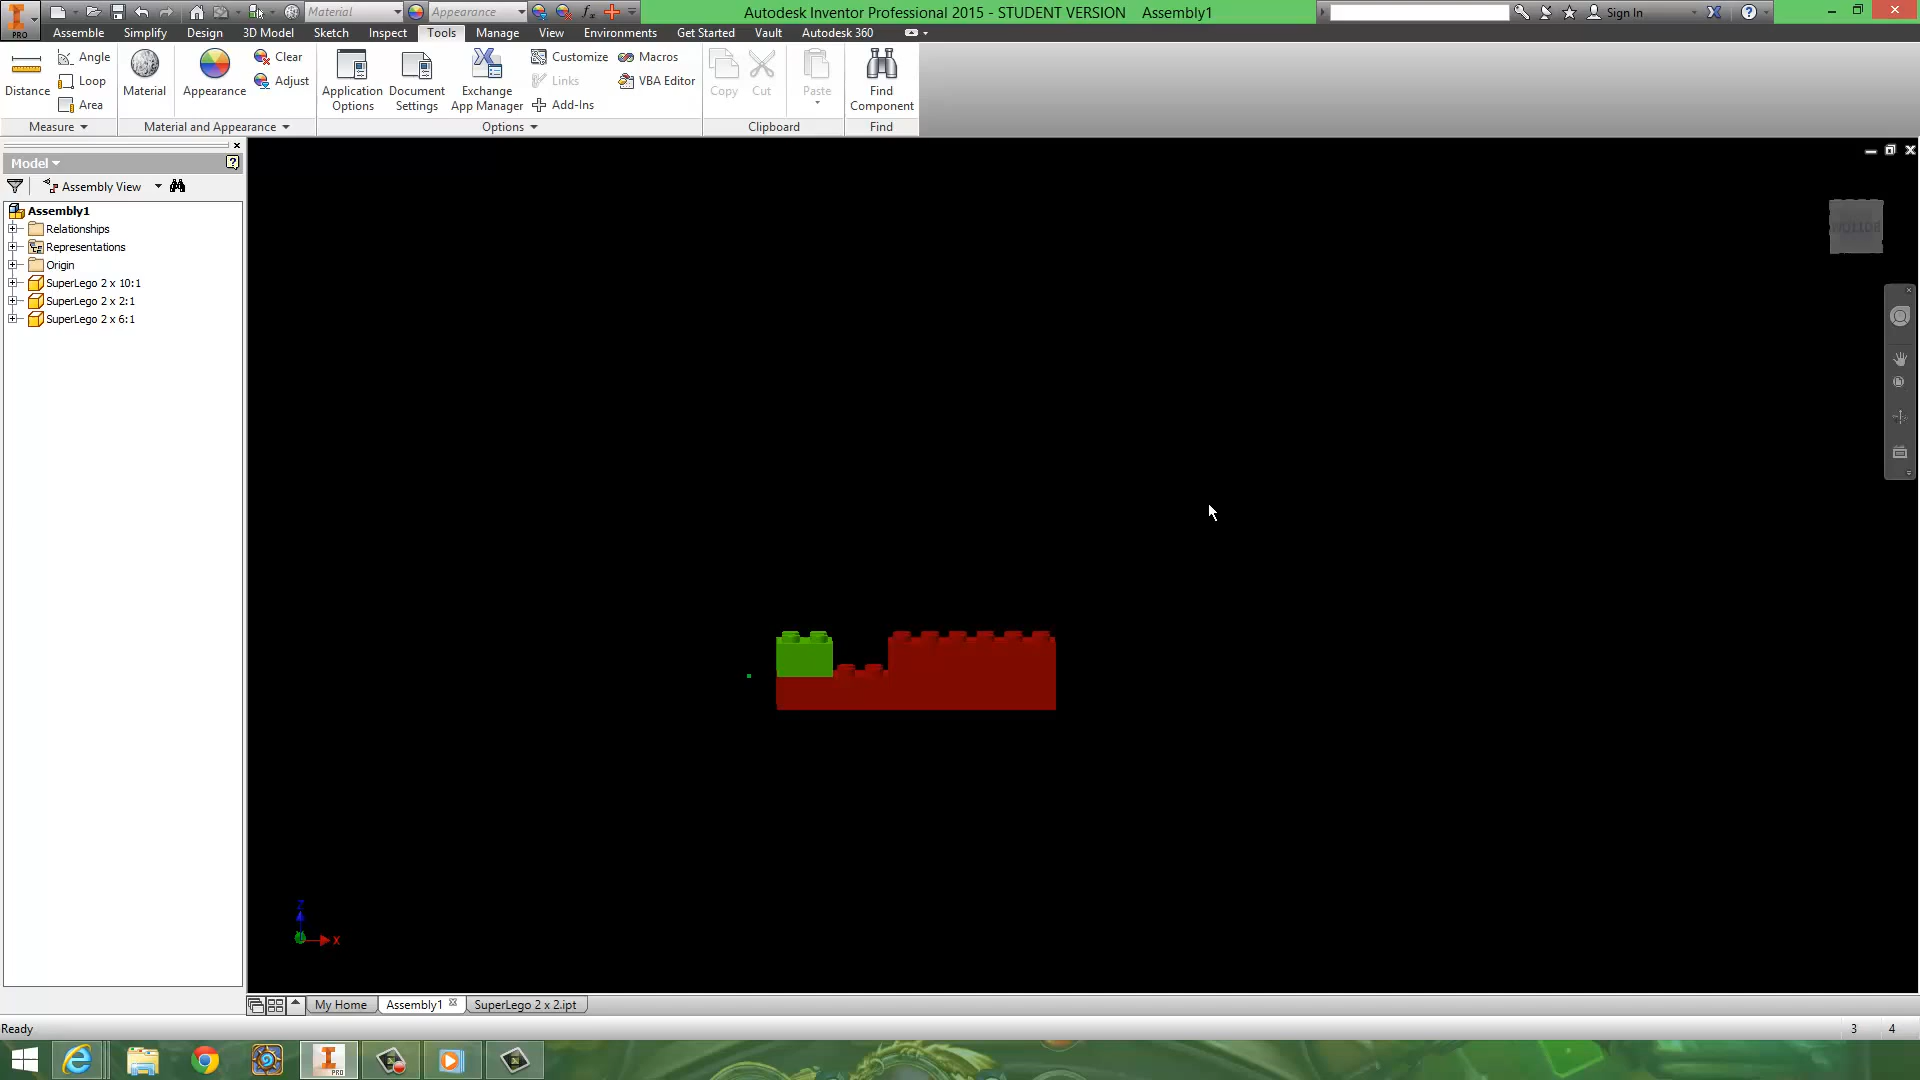 Material Appearance Autodesk Inventor Professional 2015 - STUDENT VERSION Assembly1 Sign In
PRO Assemble Simplify Design 3D Model Sketch Inspect Tools Manage View Environments Get Started Vault Autodesk 360
Angle Clear Customize Macros
Loop Adjust Links VBA Editor
Distance Material Appearance Application Options Document Settings Exchange App Manager Copy Cut Paste Find Component
Area Add-Ins
Measure Material and Appearance Options Clipboard Find
Model
Assembly View
Assembly1
Relationships
Representations
Origin
SuperLego 2 x 10:1
SuperLego 2 x 2:1
SuperLego 2 x 6:1
Z
X
My Home Assembly1 SuperLego 2 x 2.ipt
Ready 3 4
PRO